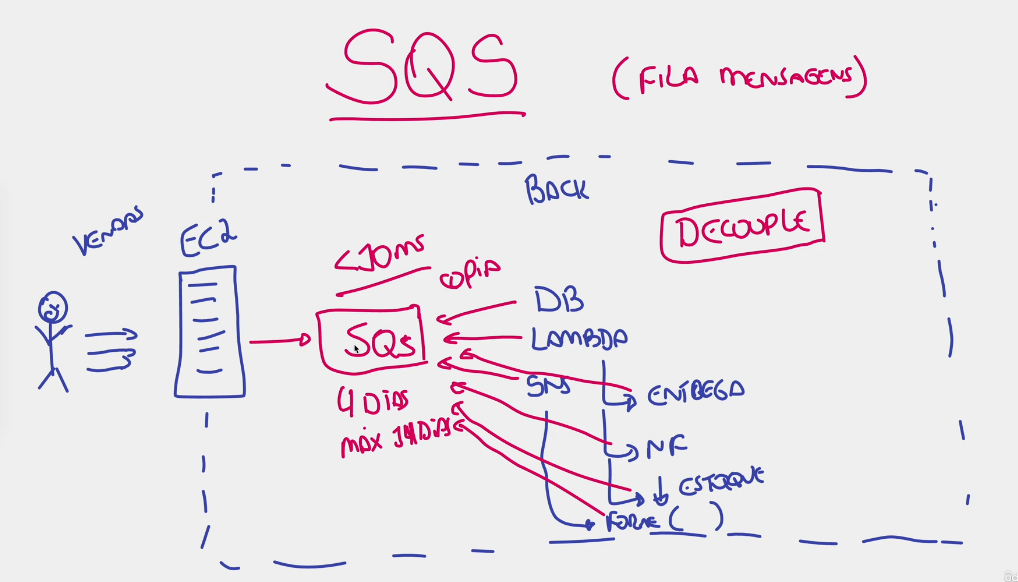 SQS
(FILA MENSAGENS)
BACK
VENDAS
EC2
DECOUPLE
<10ms
COPIA
DB
SQS
LAMBDA
SNS
ENTREGA
4 DIAS
MÁX 14 DIAS
NF
ESTOQUE
FORNE ( )